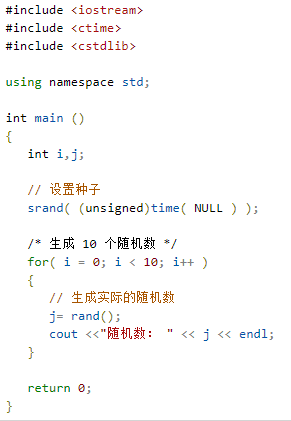 #include <iostream>
#include <ctime>
#include <cstdlib>
using namespace std;
int main ()
{
int i,j;
// 设置种子
srand( (unsigned)time( NULL ) );
/* 生成 10 个随机数 */
for( i = 0; i < 10; i++ )
{
// 生成实际的随机数
j= rand();
cout <<"随机数: " << j << endl;
}
return 0;
}